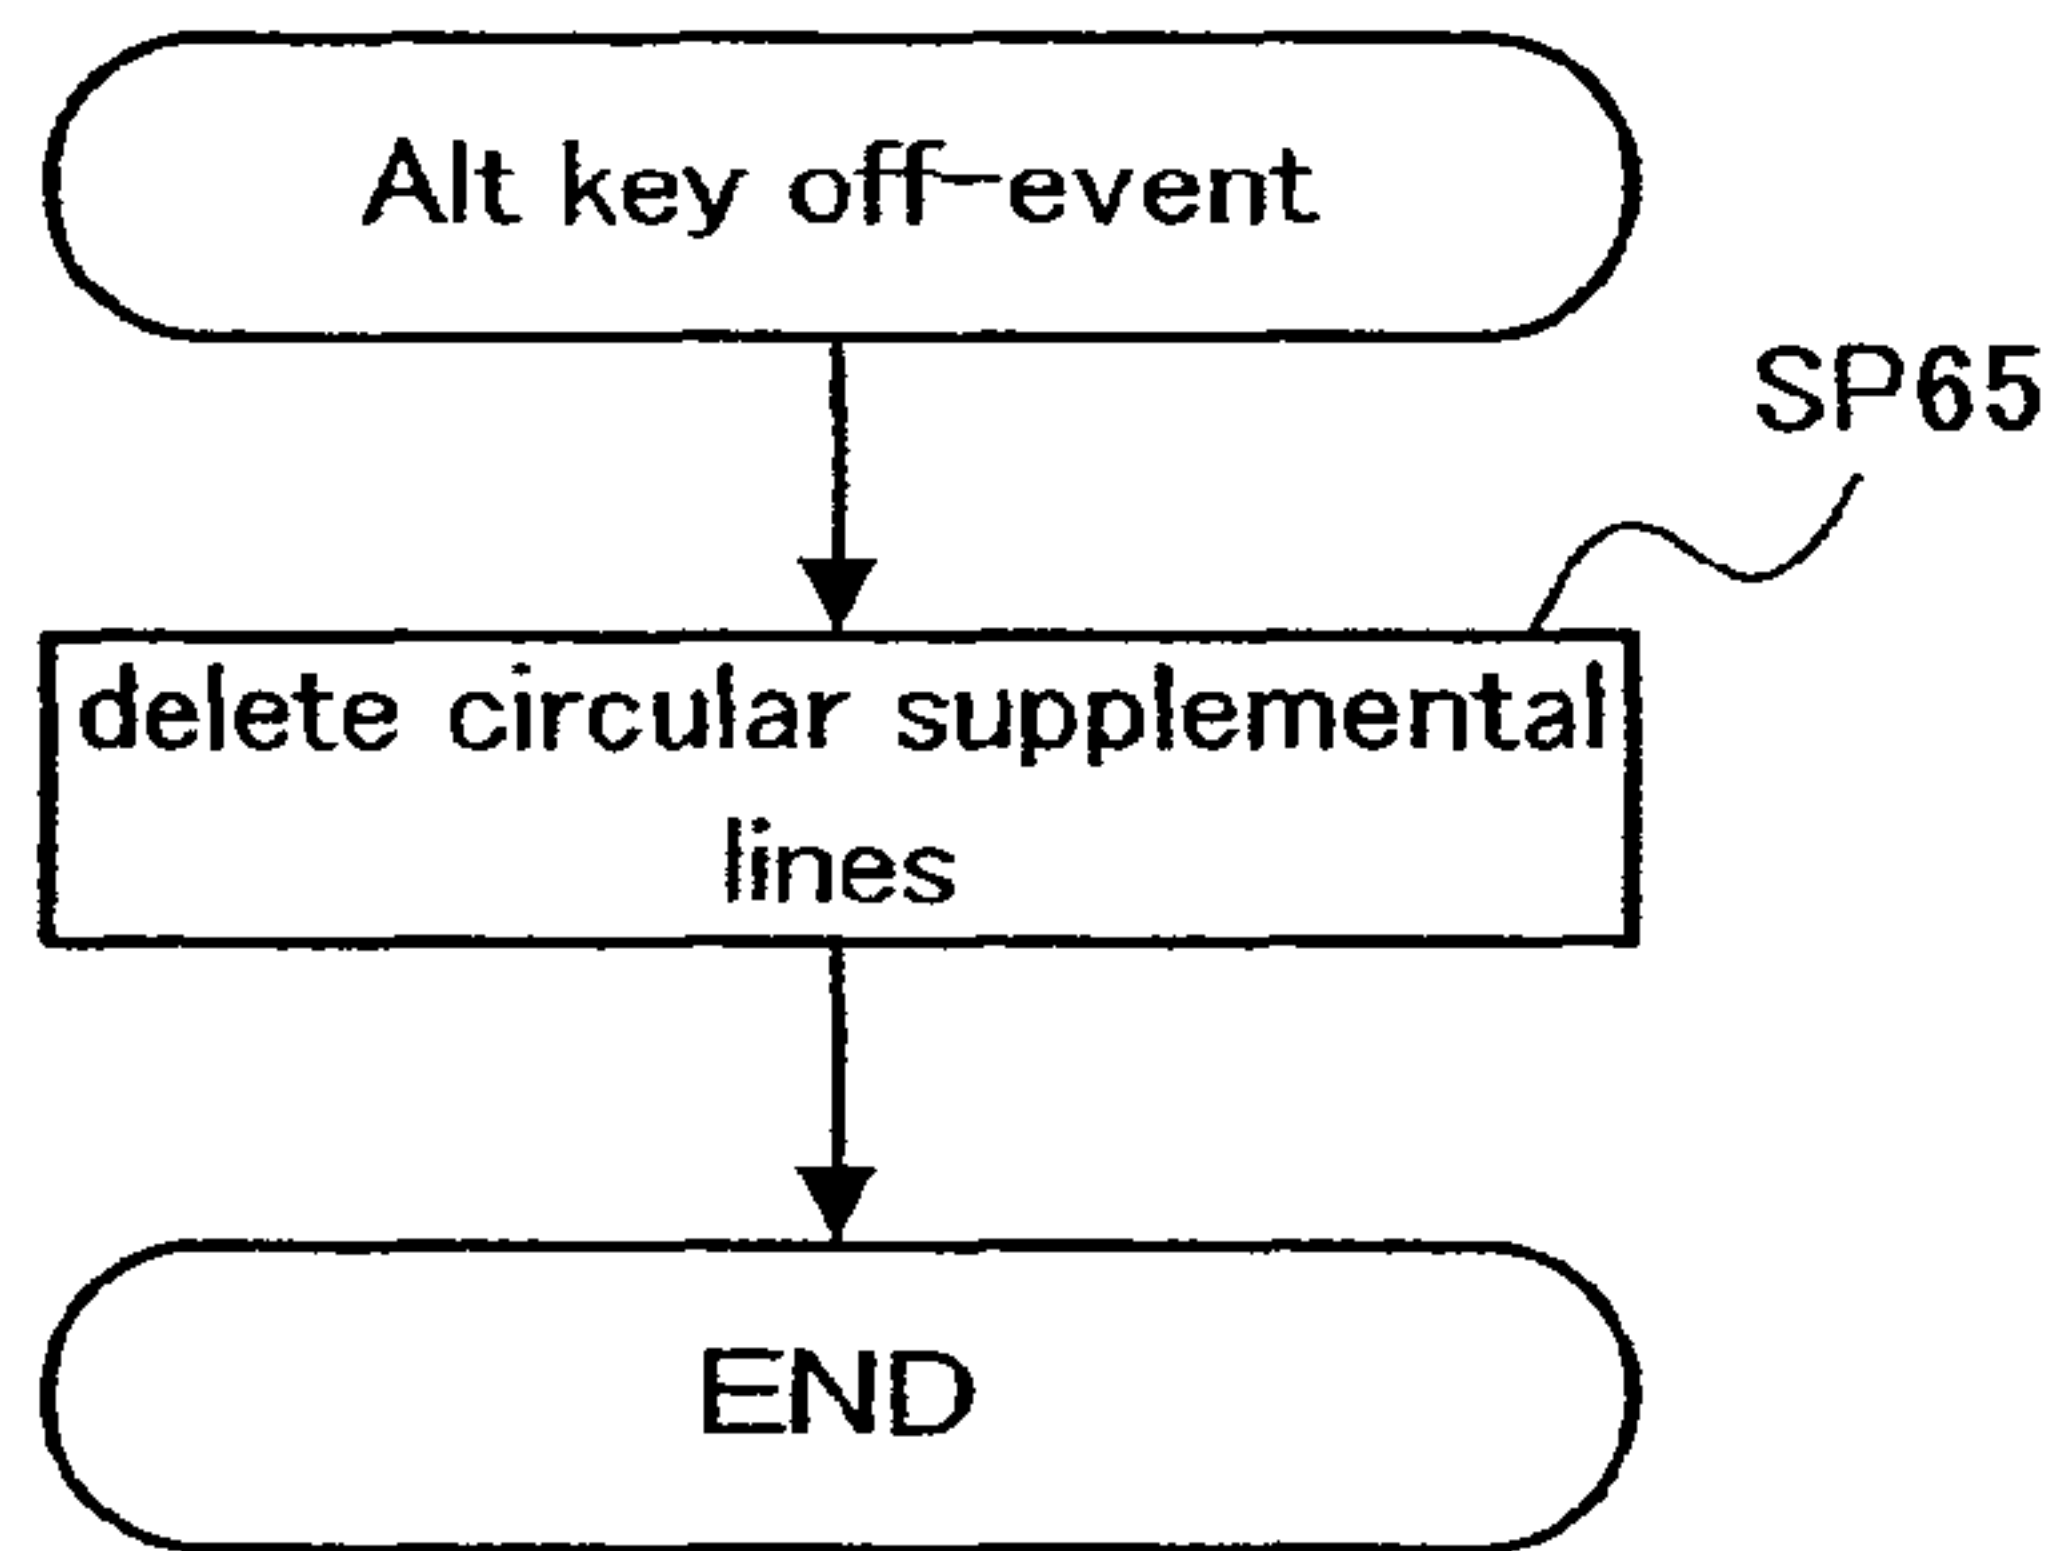 Alt key off-event
SP65
delete circular supplemental
lines
END